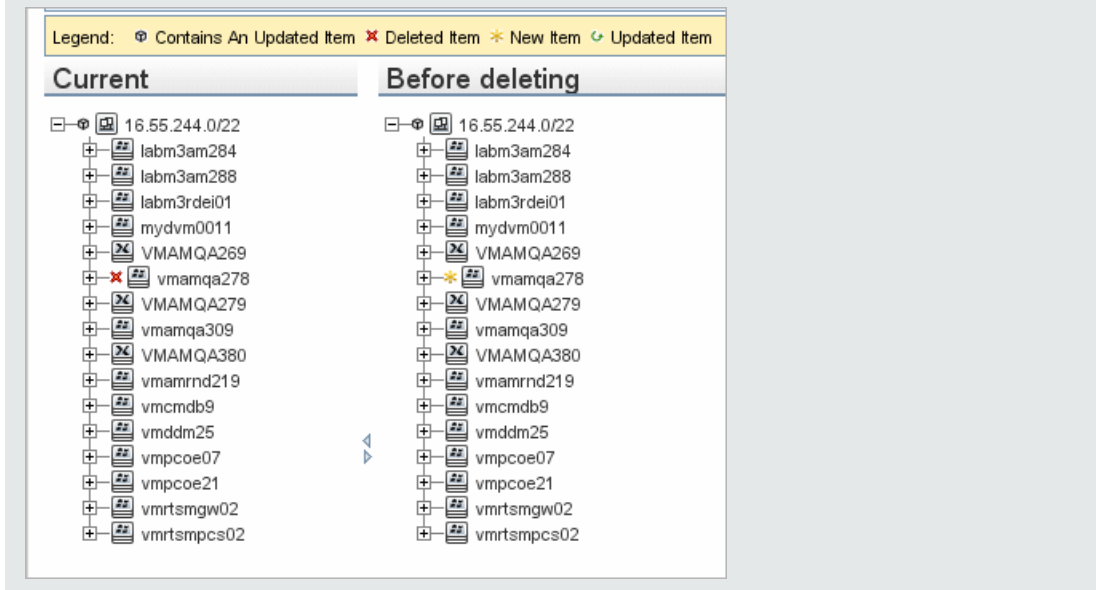 Legend: Contains An Updated Item Deleted Item New Item Updated Item
Current
16.55.244.0/22
labm3am284
labm3am288
labm3rdei01
mydvm0011
VMAMQA269
vmamqa278
VMAMQA279
vmamqa309
VMAMQA380
vmamrnd219
vmcmdb9
vmddm25
vmpcoe07
vmpcoe21
vmrtsmgw02
vmrtsmpcs02
Before deleting
16.55.244.0/22
labm3am284
labm3am288
labm3rdei01
mydvm0011
VMAMQA269
vmamqa278
VMAMQA279
vmamqa309
VMAMQA380
vmamrnd219
vmcmdb9
vmddm25
vmpcoe07
vmpcoe21
vmrtsmgw02
vmrtsmpcs02